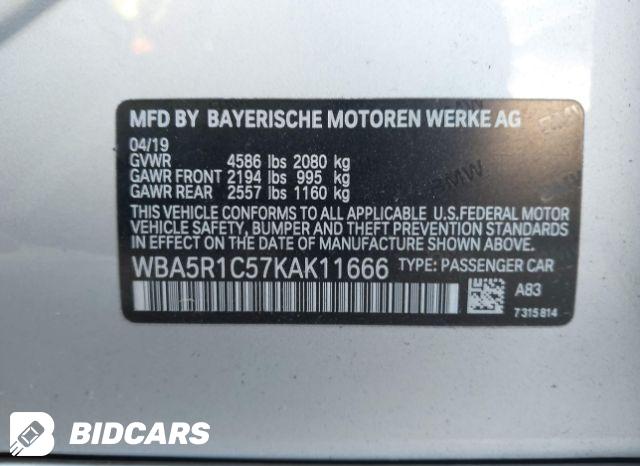 MFD BY BAYERISCHE MOTOREN WERKE AG
04/19
GVWR 4586 lbs 2080 kg
GAWR FRONT 2194 lbs 995 kg
GAWR REAR 2557 lbs 1160 kg
THIS VEHICLE CONFORMS TO ALL APPLICABLE U.S.FEDERAL MOTOR
VEHICLE SAFETY, BUMPER AND THEFT PREVENTION STANDARDS
IN EFFECT ON THE DATE OF MANUFACTURE SHOWN ABOVE.
WBA5R1C57KAK11666 TYPE: PASSENGER CAR
A83
7315814
BMW
BMW
BIDCARS